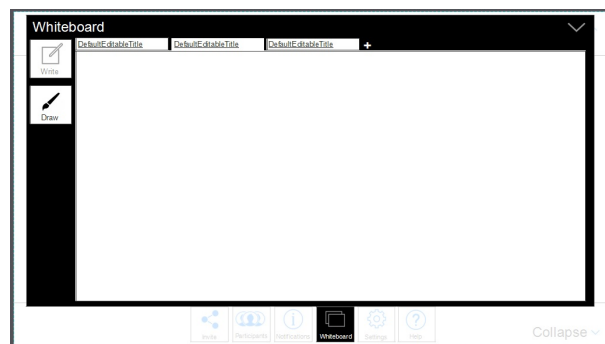 Whiteboard
DefaultEditableTitle DefaultEditableTitle DefaultEditableTitle +
Write
Draw
Invite Participants Notifications Whiteboard Settings Help
Collapse